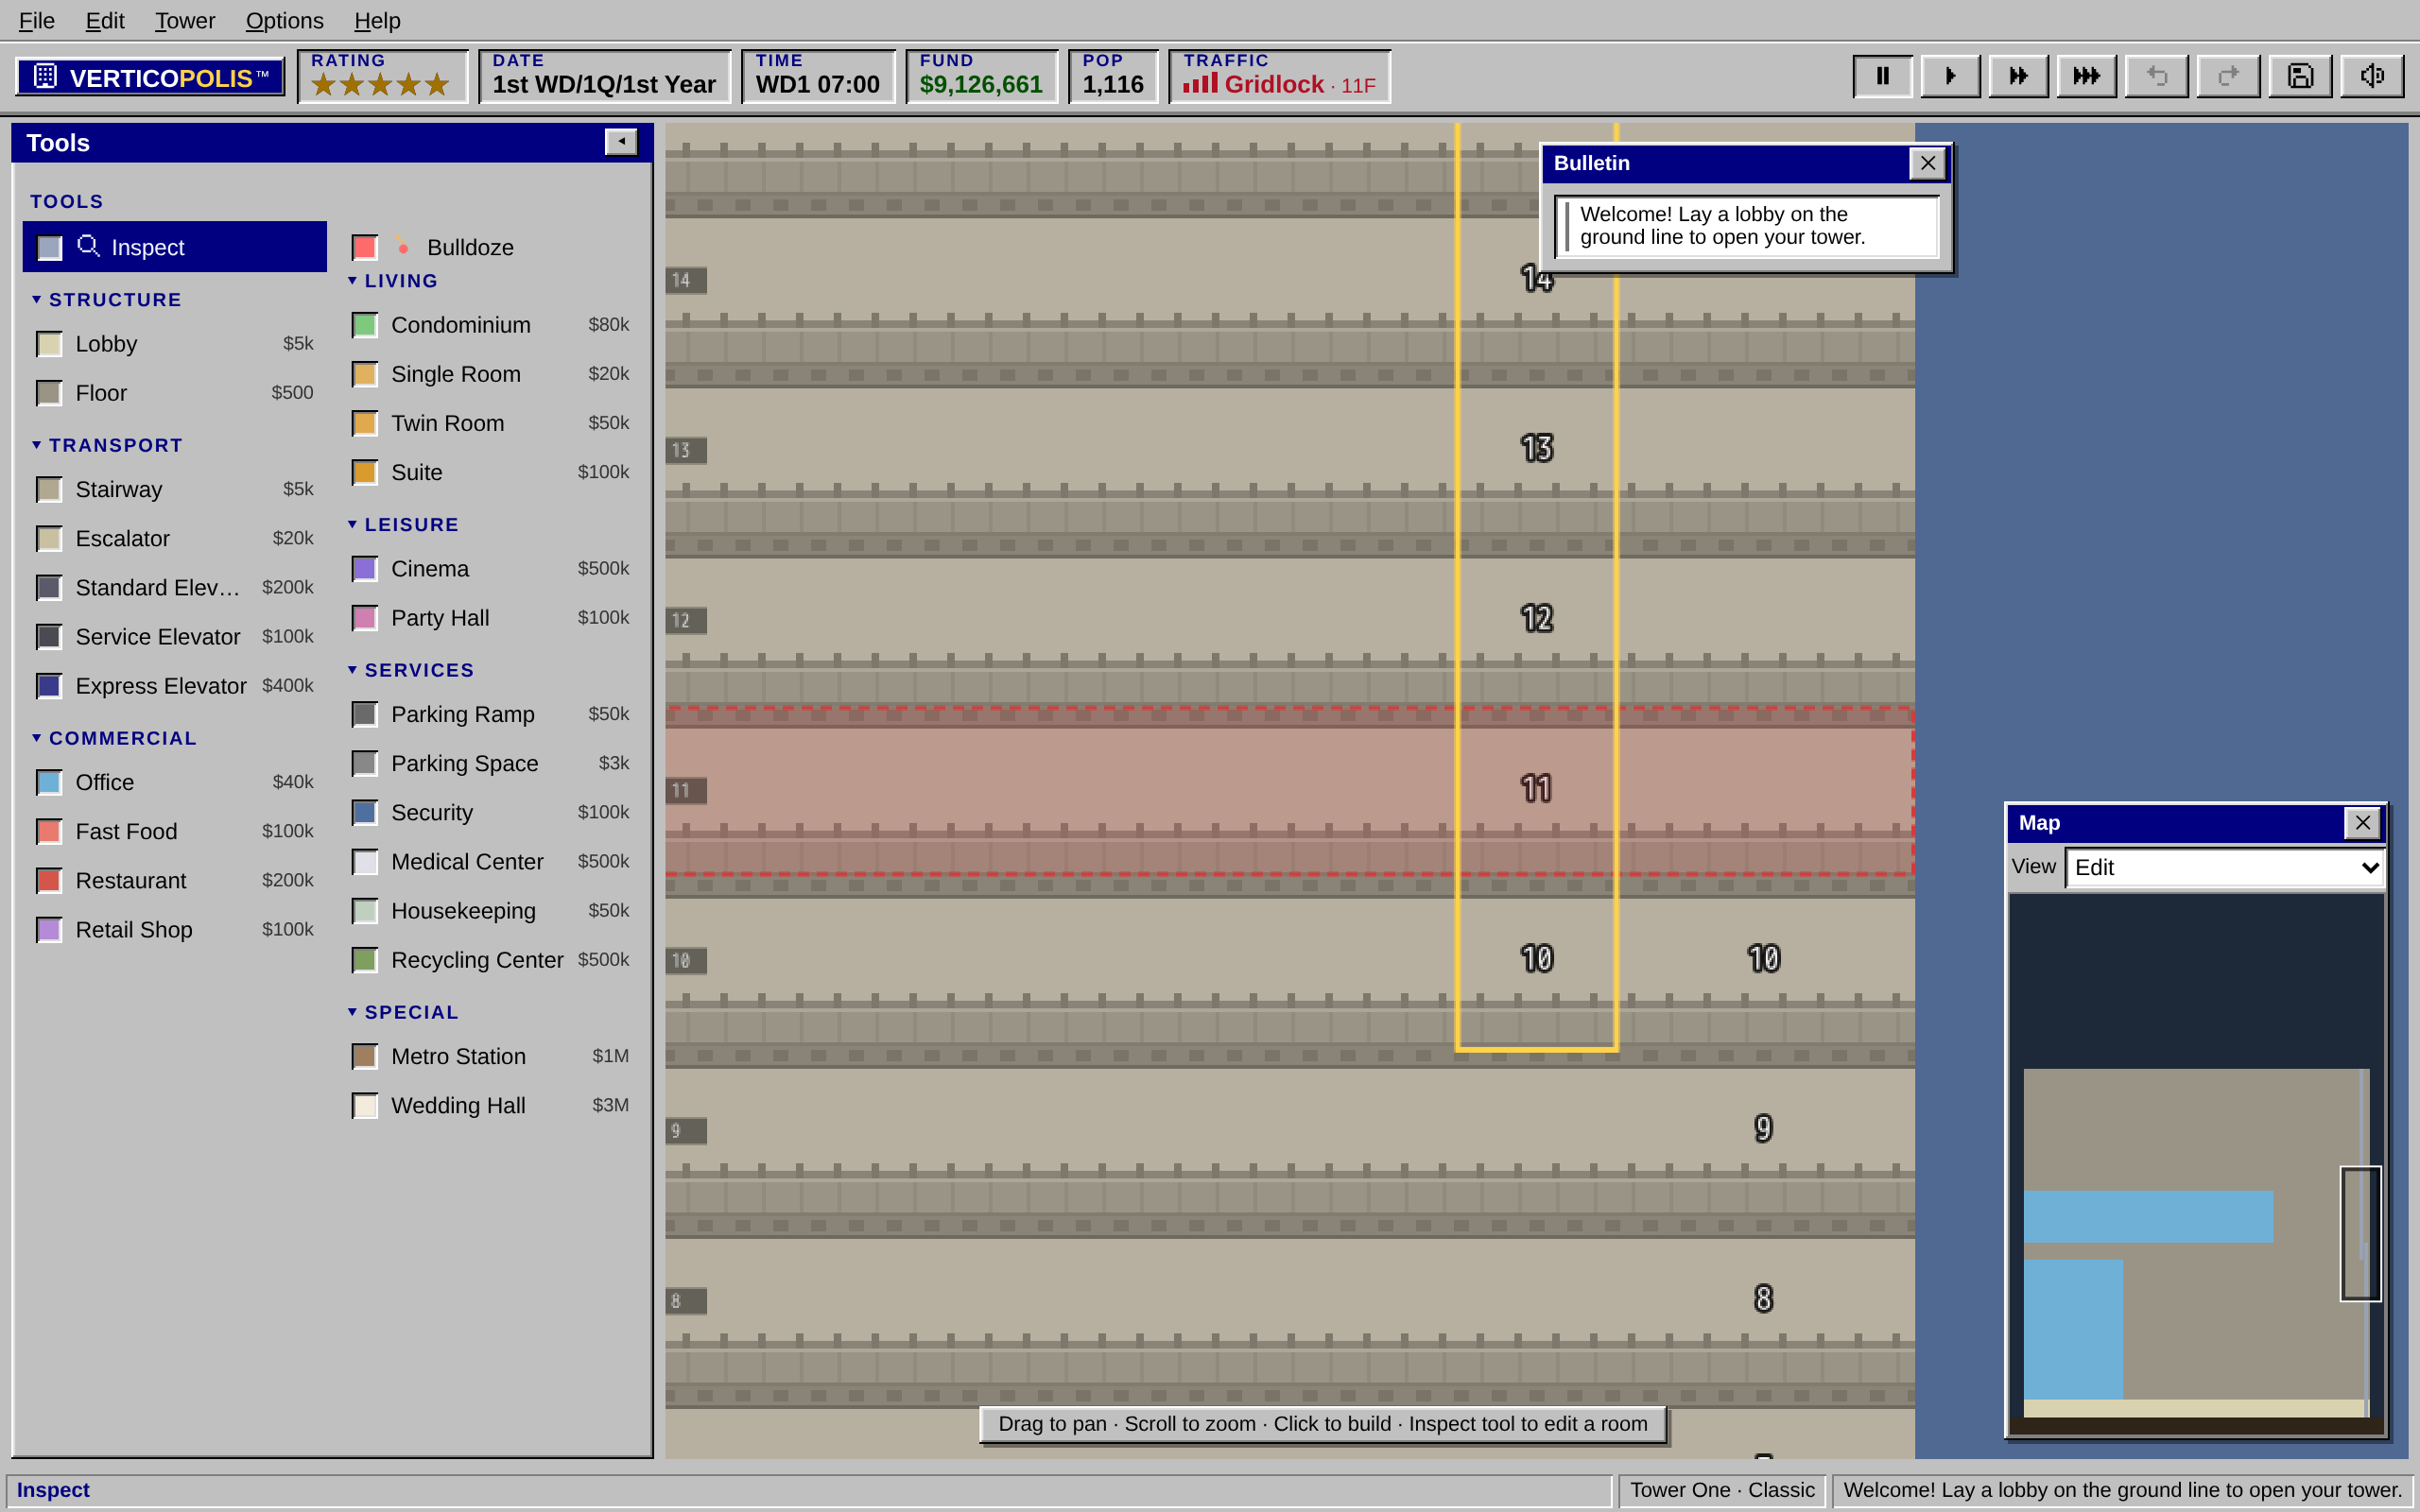 File Edit Tower Options Help
VERTICOPOLIS™
RATING
DATE
1st WD/1Q/1st Year
TIME
WD1 07:00
FUND
$9,126,661
POP
1,116
TRAFFIC
Gridlock · 11F
Tools
TOOLS
Inspect
Bulldoze
STRUCTURE
Lobby $5k
Floor $500
TRANSPORT
Stairway $5k
Escalator $20k
Standard Elev… $200k
Service Elevator $100k
Express Elevator $400k
COMMERCIAL
Office $40k
Fast Food $100k
Restaurant $200k
Retail Shop $100k
LIVING
Condominium $80k
Single Room $20k
Twin Room $50k
Suite $100k
LEISURE
Cinema $500k
Party Hall $100k
SERVICES
Parking Ramp $50k
Parking Space $3k
Security $100k
Medical Center $500k
Housekeeping $50k
Recycling Center $500k
SPECIAL
Metro Station $1M
Wedding Hall $3M
Bulletin
Welcome! Lay a lobby on the
ground line to open your tower.
14 14
13 13
12 12
11 11
10 10 10
9 9
8 8
Map
View Edit
Drag to pan · Scroll to zoom · Click to build · Inspect tool to edit a room
Inspect
Tower One · Classic
Welcome! Lay a lobby on the ground line to open your tower.